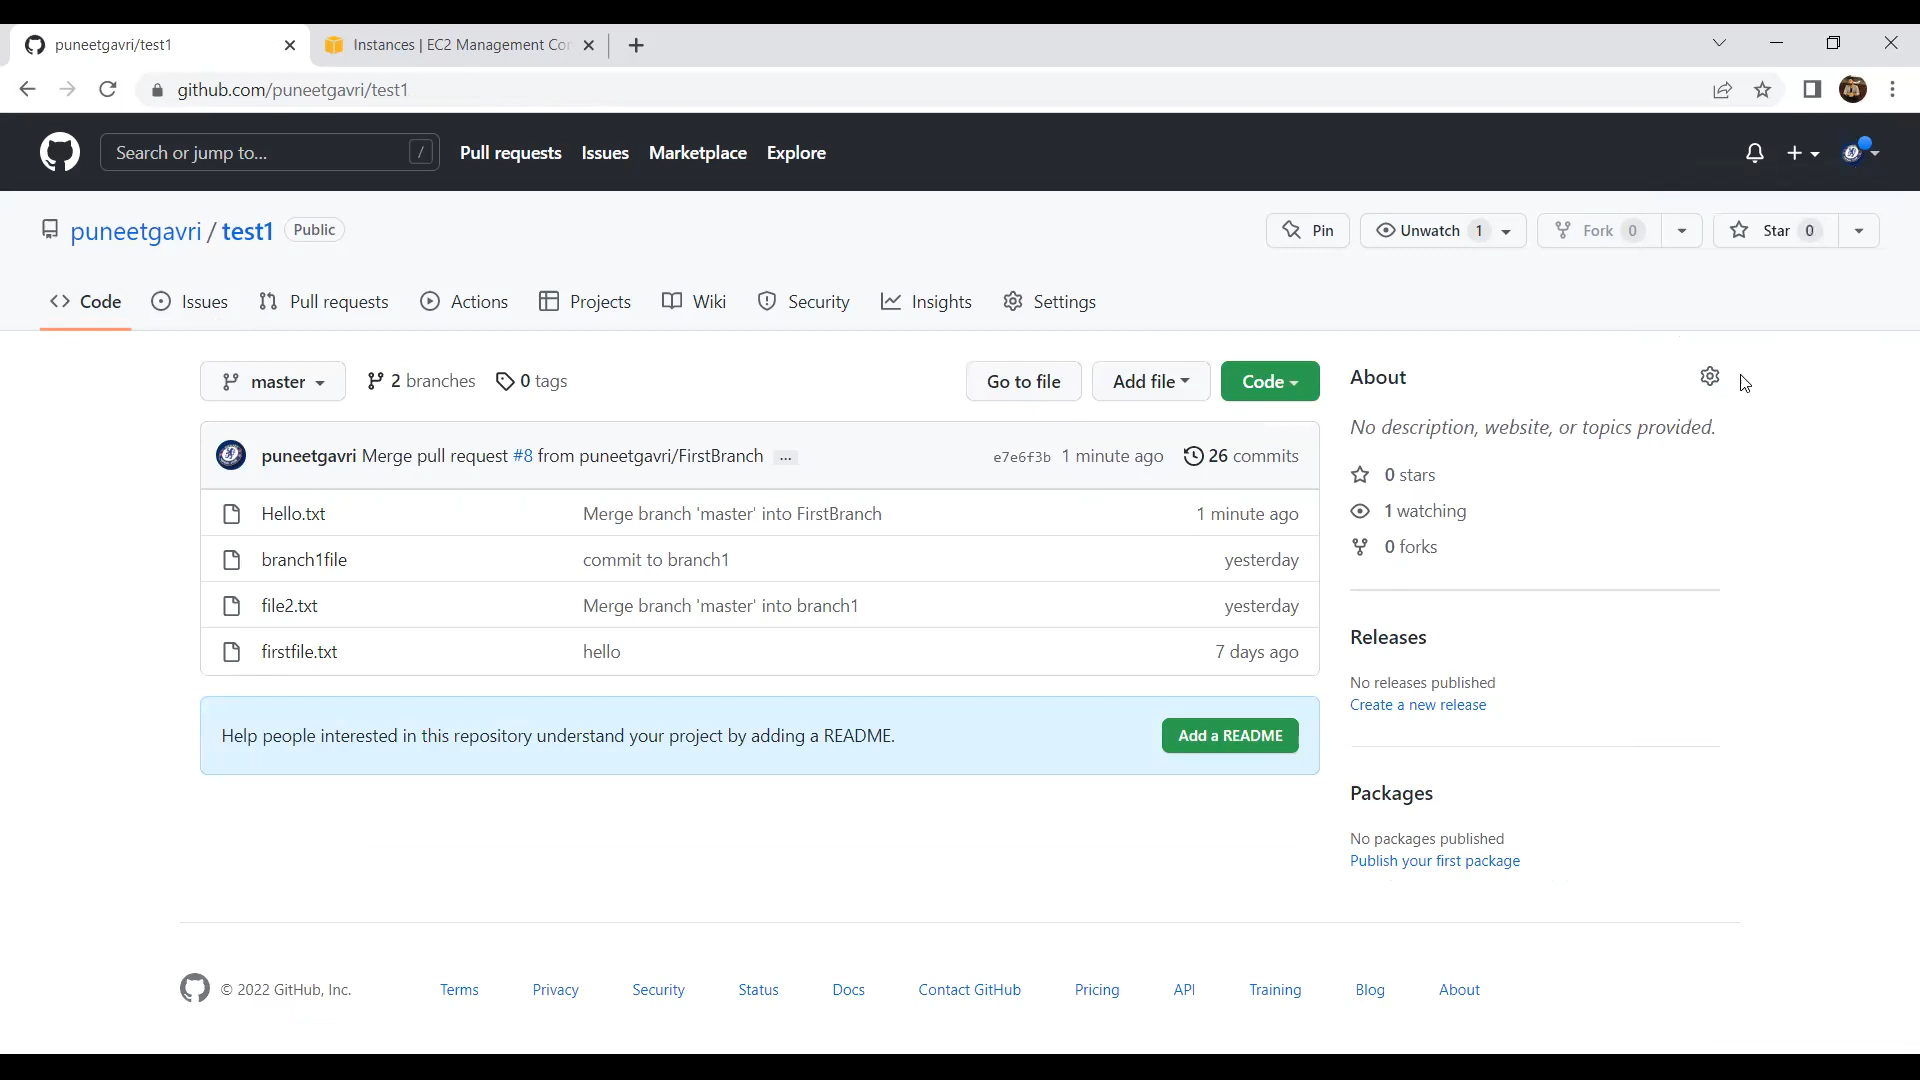 puneetgavri/test1
Instances | EC2 Management Co
github.com/puneetgavri/test1
Search or jump to... /
Pull requests Issues Marketplace Explore
puneetgavri / test1 Public
Pin Unwatch 1 Fork 0 Star 0
Code Issues Pull requests Actions Projects Wiki Security Insights Settings
master 2 branches 0 tags Go to file Add file Code
puneetgavri Merge pull request #8 from puneetgavri/FirstBranch ... e7e6f3b 1 minute ago 26 commits
Hello.txt Merge branch 'master' into FirstBranch 1 minute ago
branch1file commit to branch1 yesterday
file2.txt Merge branch 'master' into branch1 yesterday
firstfile.txt hello 7 days ago
Help people interested in this repository understand your project by adding a README. Add a README
About
No description, website, or topics provided.
0 stars
1 watching
0 forks
Releases
No releases published
Create a new release
Packages
No packages published
Publish your first package
© 2022 GitHub, Inc. Terms Privacy Security Status Docs Contact GitHub Pricing API Training Blog About